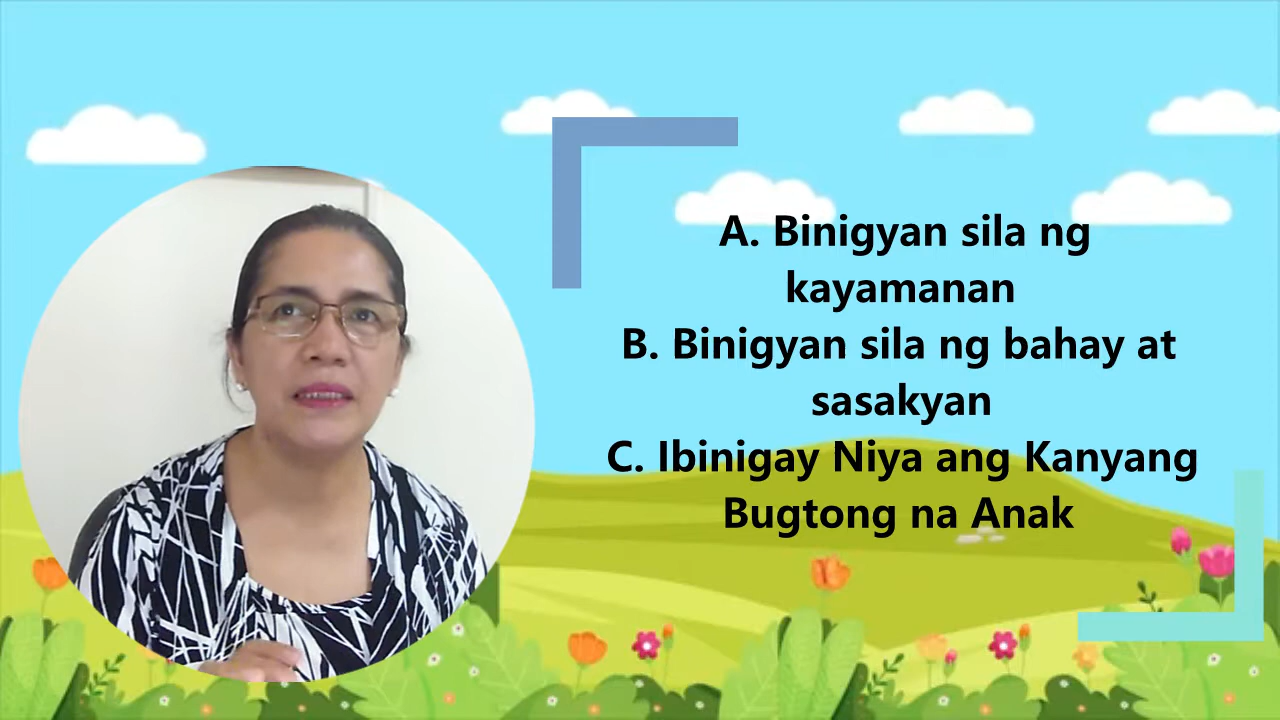 A. Binigyan sila ng
kayamanan
B. Binigyan sila ng bahay at
sasakyan
C. Ibinigay Niya ang Kanyang
Bugtong na Anak